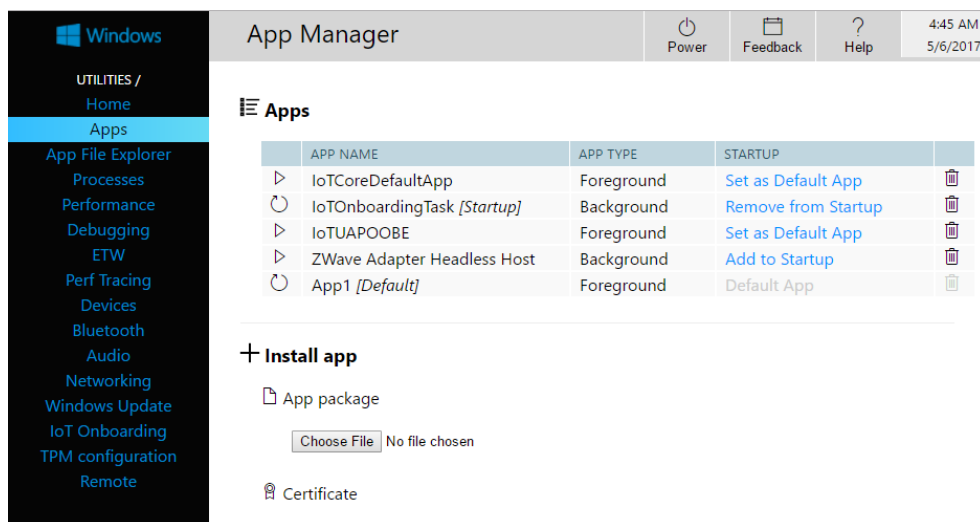 Windows
App Manager
Power
Feedback
Help
4:45 AM
5/6/2017
UTILITIES /
Home
Apps
App File Explorer
Processes
Performance
Debugging
ETW
Perf Tracing
Devices
Bluetooth
Audio
Networking
Windows Update
IoT Onboarding
TPM configuration
Remote
Apps
APP NAME APP TYPE STARTUP
IoTCoreDefaultApp Foreground Set as Default App
IoTOnboardingTask [Startup] Background Remove from Startup
IoTUAPOOBE Foreground Set as Default App
ZWave Adapter Headless Host Background Add to Startup
App1 [Default] Foreground Default App
Install app
App package
Choose File No file chosen
Certificate